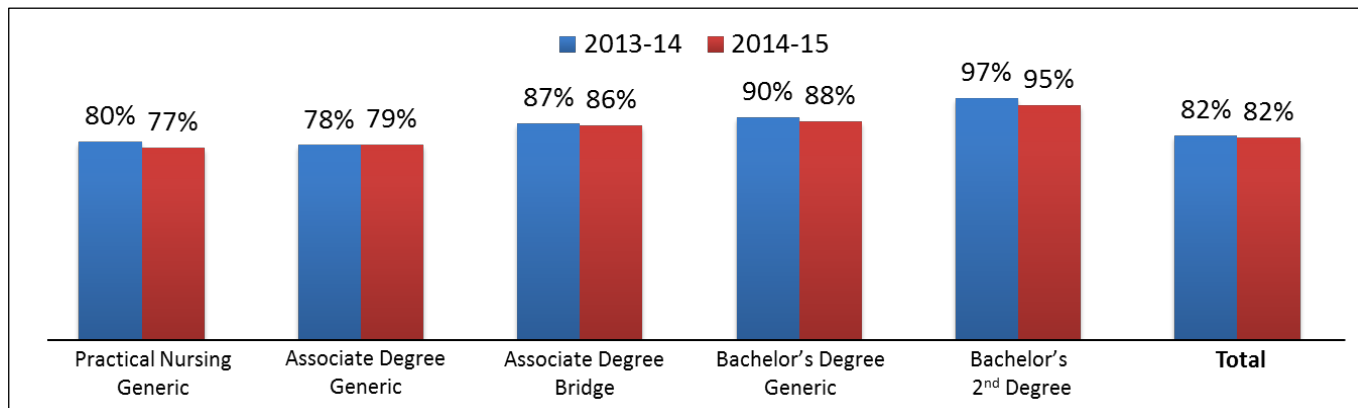 2013-14 2014-15
80% 77% 78% 79% 87% 86% 90% 88% 97% 95% 82% 82%
Practical Nursing Generic
Associate Degree Generic
Associate Degree Bridge
Bachelor’s Degree Generic
Bachelor’s 2nd Degree
Total